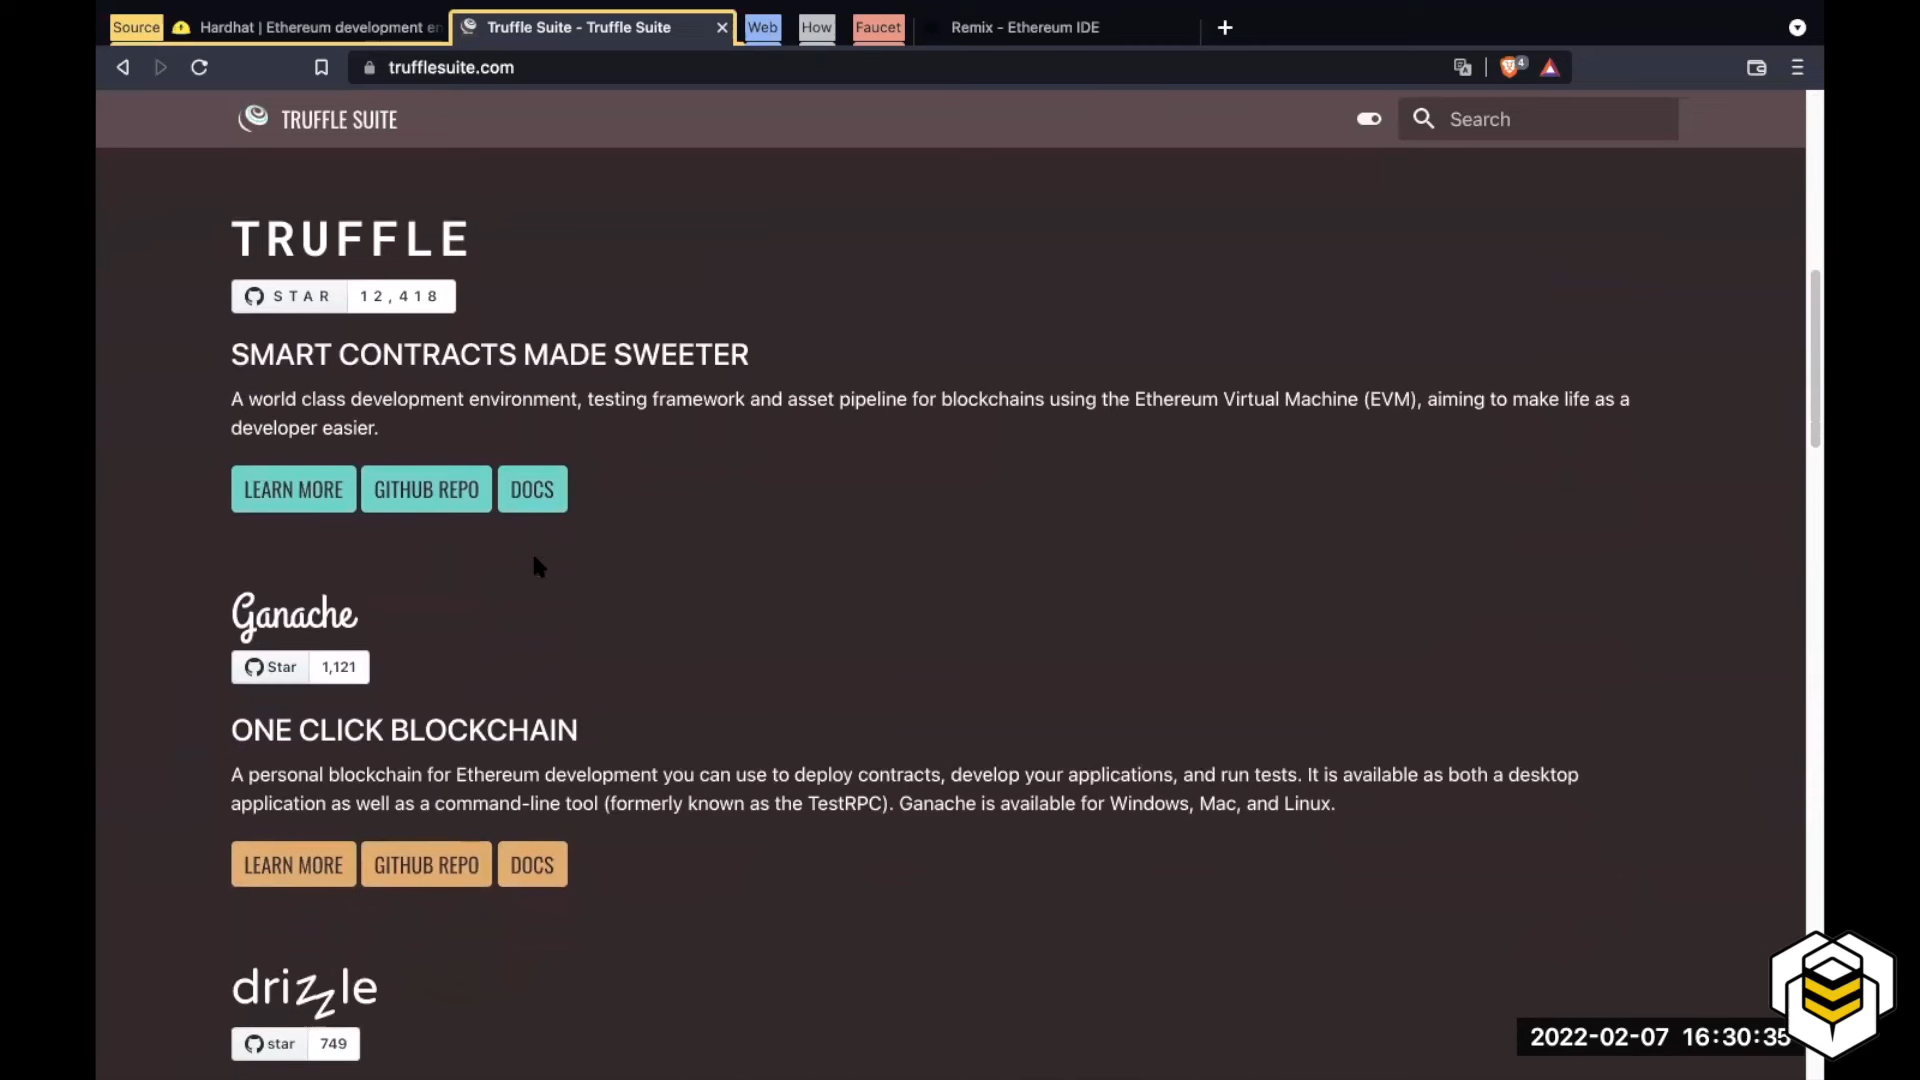 Source
Hardhat | Ethereum development en
Truffle Suite - Truffle Suite
Web
How
Faucet
Remix - Ethereum IDE
trufflesuite.com
4
TRUFFLE SUITE
Search
TRUFFLE
STAR 12,418
SMART CONTRACTS MADE SWEETER
A world class development environment, testing framework and asset pipeline for blockchains using the Ethereum Virtual Machine (EVM), aiming to make life as a
developer easier.
LEARN MORE GITHUB REPO DOCS
Ganache
Star 1,121
ONE CLICK BLOCKCHAIN
A personal blockchain for Ethereum development you can use to deploy contracts, develop your applications, and run tests. It is available as both a desktop
application as well as a command-line tool (formerly known as the TestRPC). Ganache is available for Windows, Mac, and Linux.
LEARN MORE GITHUB REPO DOCS
drizzle
star 749
2022-02-07 16:30:35